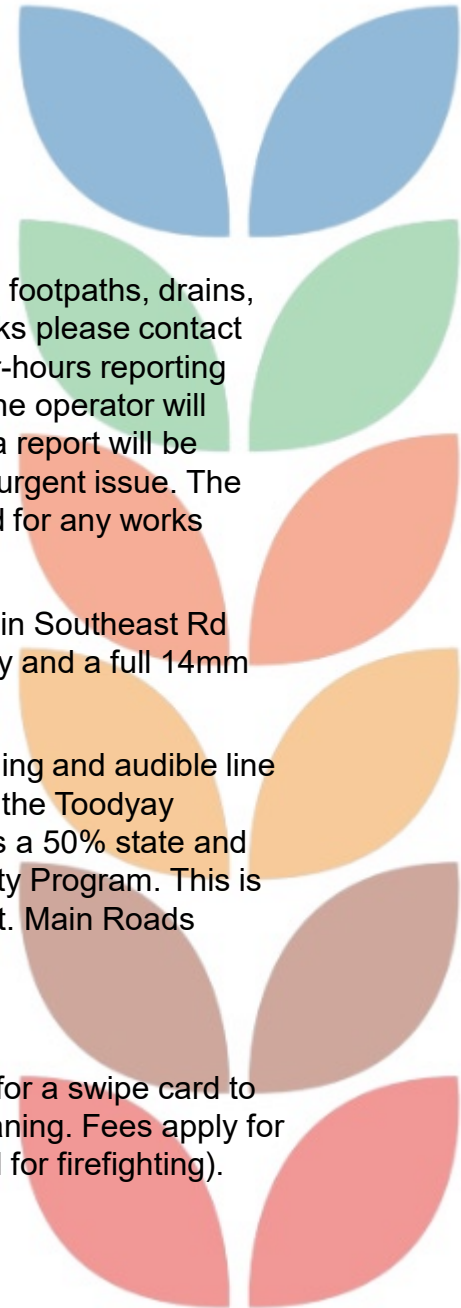 footpaths, drains,
ks please contact
r-hours reporting
ne operator will
a report will be
urgent issue. The
d for any works
in Southeast Rd
y and a full 14mm
ing and audible line
the Toodyay
s a 50% state and
ty Program. This is
t. Main Roads
for a swipe card to
aning. Fees apply for
l for firefighting).